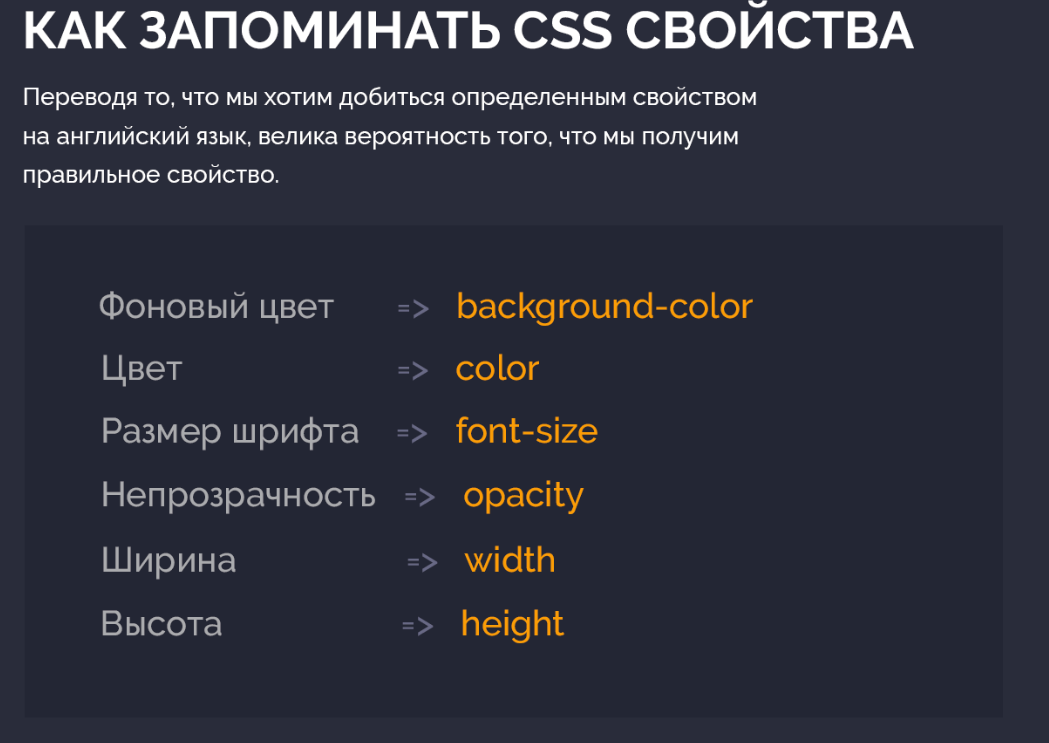 КАК ЗАПОМИНАТЬ CSS СВОЙСТВА
Переводя то, что мы хотим добиться определенным свойством
на английский язык, велика вероятность того, что мы получим
правильное свойство.
Фоновый цвет => background-color
Цвет => color
Размер шрифта => font-size
Непрозрачность => opacity
Ширина => width
Высота => height